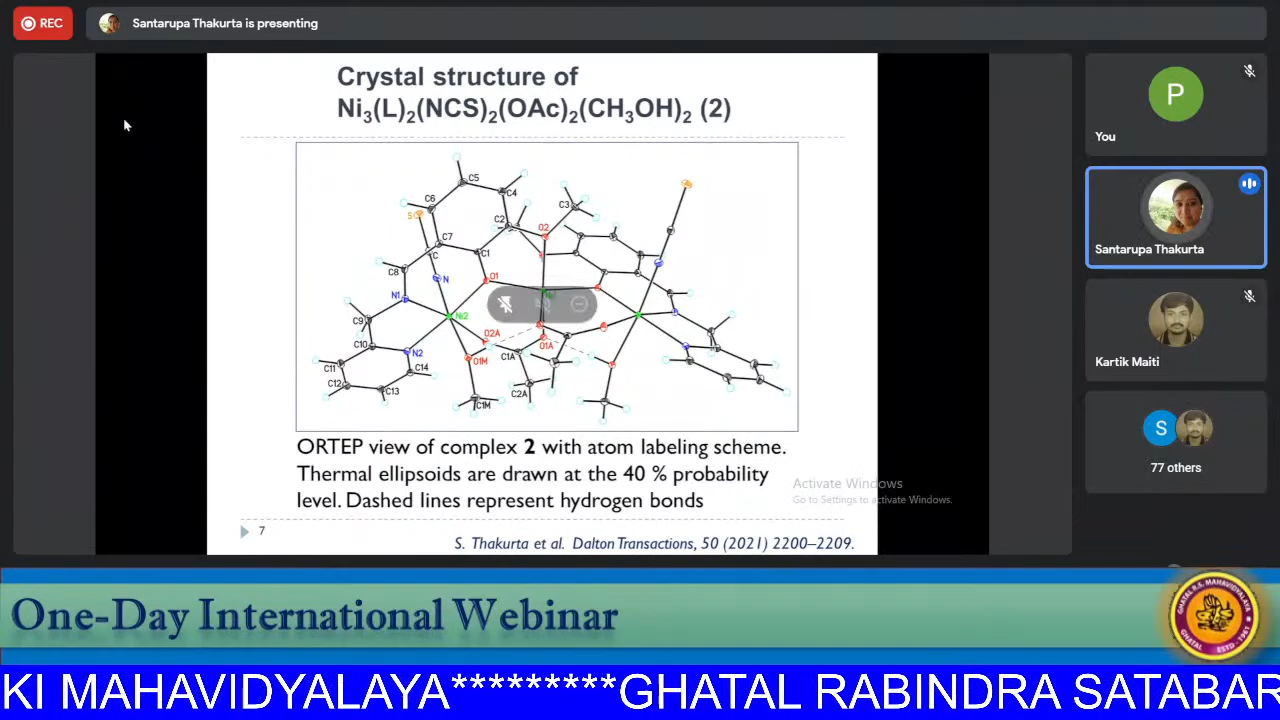 REC
Santarupa Thakurta is presenting
Crystal structure of
Ni₃(L)₂(NCS)₂(OAc)₂(CH₃OH)₂ (2)
C5
C4
C6
C3
S
C2
O2
C7
C1
C
C8
N
O1
N1
Ni2
C9
O2A
C10
O1A
N2
C1A
O1M
C11
C14
C12
C13
C2A
C1M
ORTEP view of complex 2 with atom labeling scheme.
Thermal ellipsoids are drawn at the 40 % probability
level. Dashed lines represent hydrogen bonds
7
S. Thakurta et al. Dalton Transactions, 50 (2021) 2200–2209.
Activate Windows
Go to Settings to activate Windows.
P
You
Santarupa Thakurta
Kartik Maiti
S
77 others
One-Day International Webinar
GHATAL R.S. MAHAVIDYALAYA
GHATAL
ESTD - 1961
KI MAHAVIDYALAYA*********GHATAL RABINDRA SATABAR